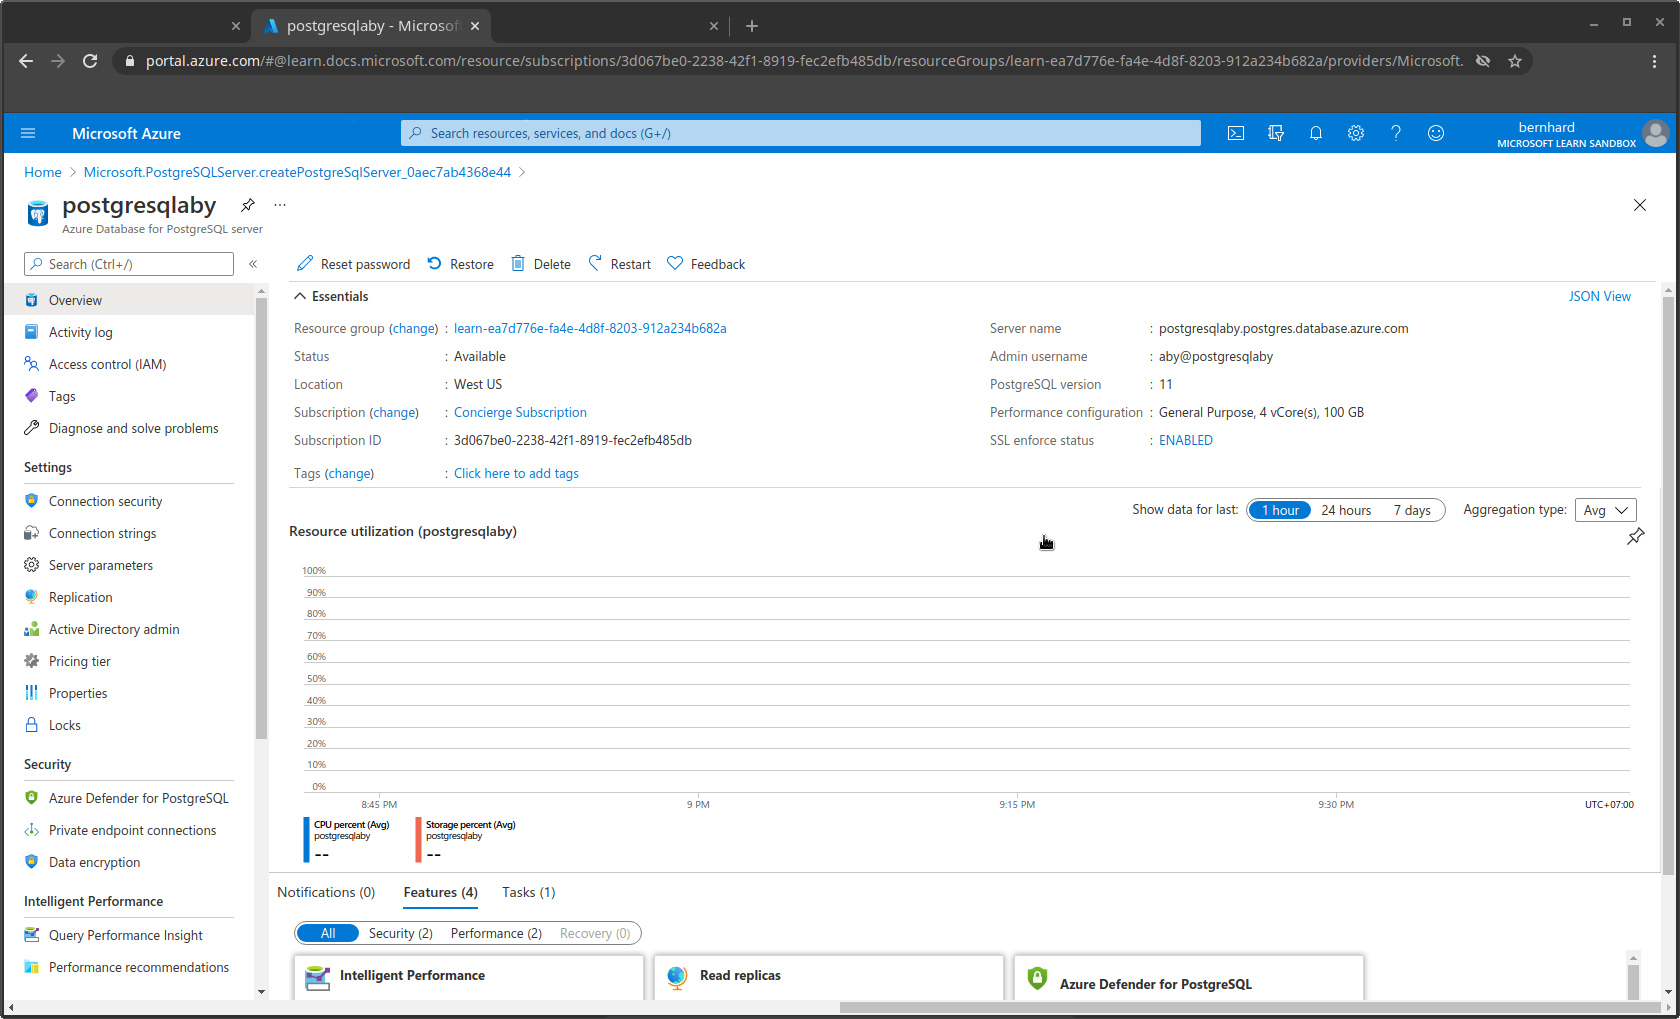 postgresqlaby - Microsof
portal.azure.com/#@learn.docs.microsoft.com/resource/subscriptions/3d067be0-2238-42f1-8919-fec2efb485db/resourceGroups/learn-ea7d776e-fa4e-4d8f-8203-912a234b682a/providers/Microsoft.
Microsoft Azure
Search resources, services, and docs (G+/)
bernhard
MICROSOFT LEARN SANDBOX
Home > Microsoft.PostgreSQLServer.createPostgreSqlServer_0aec7ab4368e44 >
postgresqlaby
Azure Database for PostgreSQL server
Search (Ctrl+/)
«
Overview
Activity log
Access control (IAM)
Tags
Diagnose and solve problems
Settings
Connection security
Connection strings
Server parameters
Replication
Active Directory admin
Pricing tier
Properties
Locks
Security
Azure Defender for PostgreSQL
Private endpoint connections
Data encryption
Intelligent Performance
Query Performance Insight
Performance recommendations
Reset password Restore Delete Restart Feedback
Essentials
JSON View
Resource group (change) : learn-ea7d776e-fa4e-4d8f-8203-912a234b682a
Status : Available
Location : West US
Subscription (change) : Concierge Subscription
Subscription ID : 3d067be0-2238-42f1-8919-fec2efb485db
Tags (change) : Click here to add tags
Server name : postgresqlaby.postgres.database.azure.com
Admin username : aby@postgresqlaby
PostgreSQL version : 11
Performance configuration : General Purpose, 4 vCore(s), 100 GB
SSL enforce status : ENABLED
Show data for last: 1 hour 24 hours 7 days Aggregation type: Avg
Resource utilization (postgresqlaby)
100%
90%
80%
70%
60%
50%
40%
30%
20%
10%
0%
8:45 PM 9 PM 9:15 PM 9:30 PM UTC+07:00
CPU percent (Avg)
postgresqlaby
--
Storage percent (Avg)
postgresqlaby
--
Notifications (0) Features (4) Tasks (1)
All Security (2) Performance (2) Recovery (0)
Intelligent Performance
Read replicas
Azure Defender for PostgreSQL